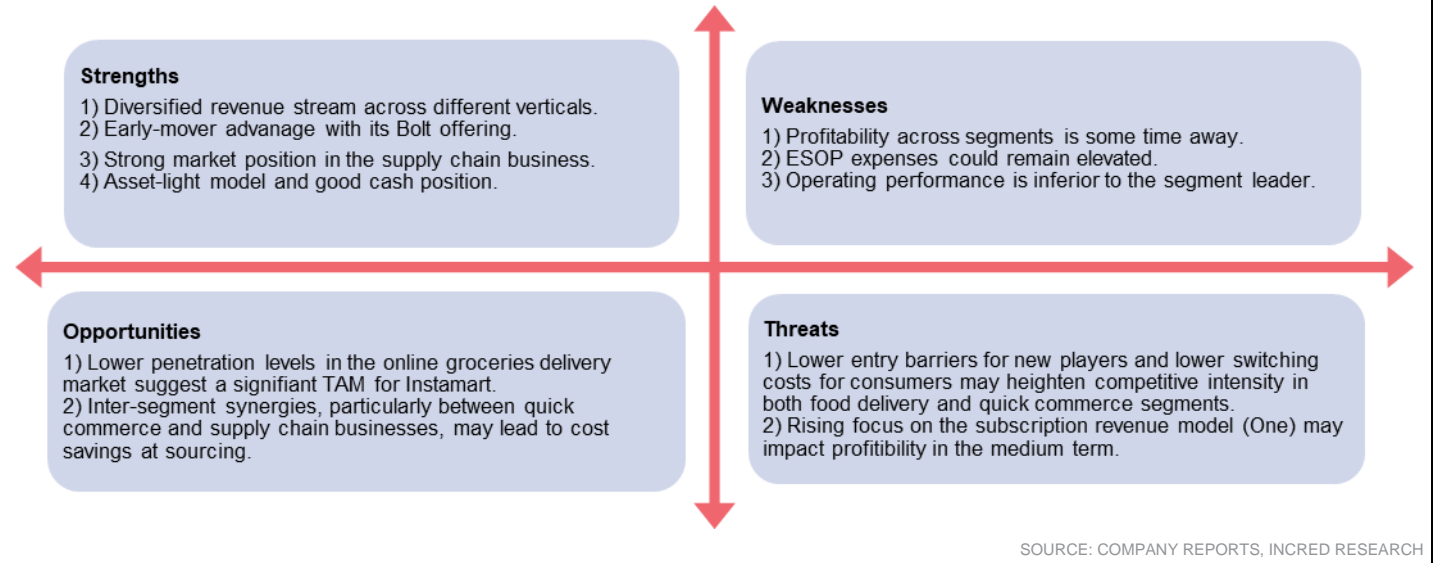 Strengths
1) Diversified revenue stream across different verticals.
2) Early-mover advanage with its Bolt offering.
3) Strong market position in the supply chain business.
4) Asset-light model and good cash position.
Weaknesses
1) Profitability across segments is some time away.
2) ESOP expenses could remain elevated.
3) Operating performance is inferior to the segment leader.
Opportunities
1) Lower penetration levels in the online groceries delivery
market suggest a signifiant TAM for Instamart.
2) Inter-segment synergies, particularly between quick
commerce and supply chain businesses, may lead to cost
savings at sourcing.
Threats
1) Lower entry barriers for new players and lower switching
costs for consumers may heighten competitive intensity in
both food delivery and quick commerce segments.
2) Rising focus on the subscription revenue model (One) may
impact profitibility in the medium term.
SOURCE: COMPANY REPORTS, INCRED RESEARCH